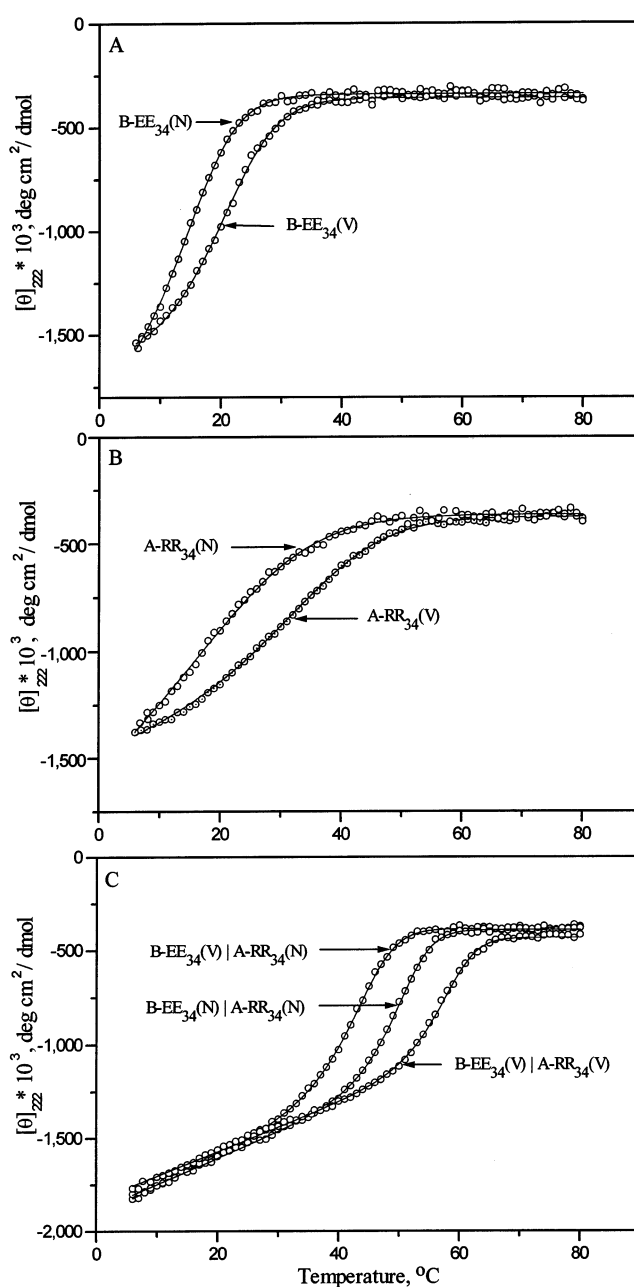 A
0
-500
-1,000
-1,500
[θ]222 * 10³, deg cm²/ dmol
B-EE34(N)
B-EE34(V)
0 20 40 60 80
B
0
-500
-1,000
-1,500
[θ]222 * 10³, deg cm²/ dmol
A-RR34(N)
A-RR34(V)
0 20 40 60 80
C
0
-500
-1,000
-1,500
-2,000
[θ]222 * 10³, deg cm²/ dmol
B-EE34(V) | A-RR34(N)
B-EE34(N) | A-RR34(N)
B-EE34(V) | A-RR34(V)
0 20 40 60 80
Temperature, °C